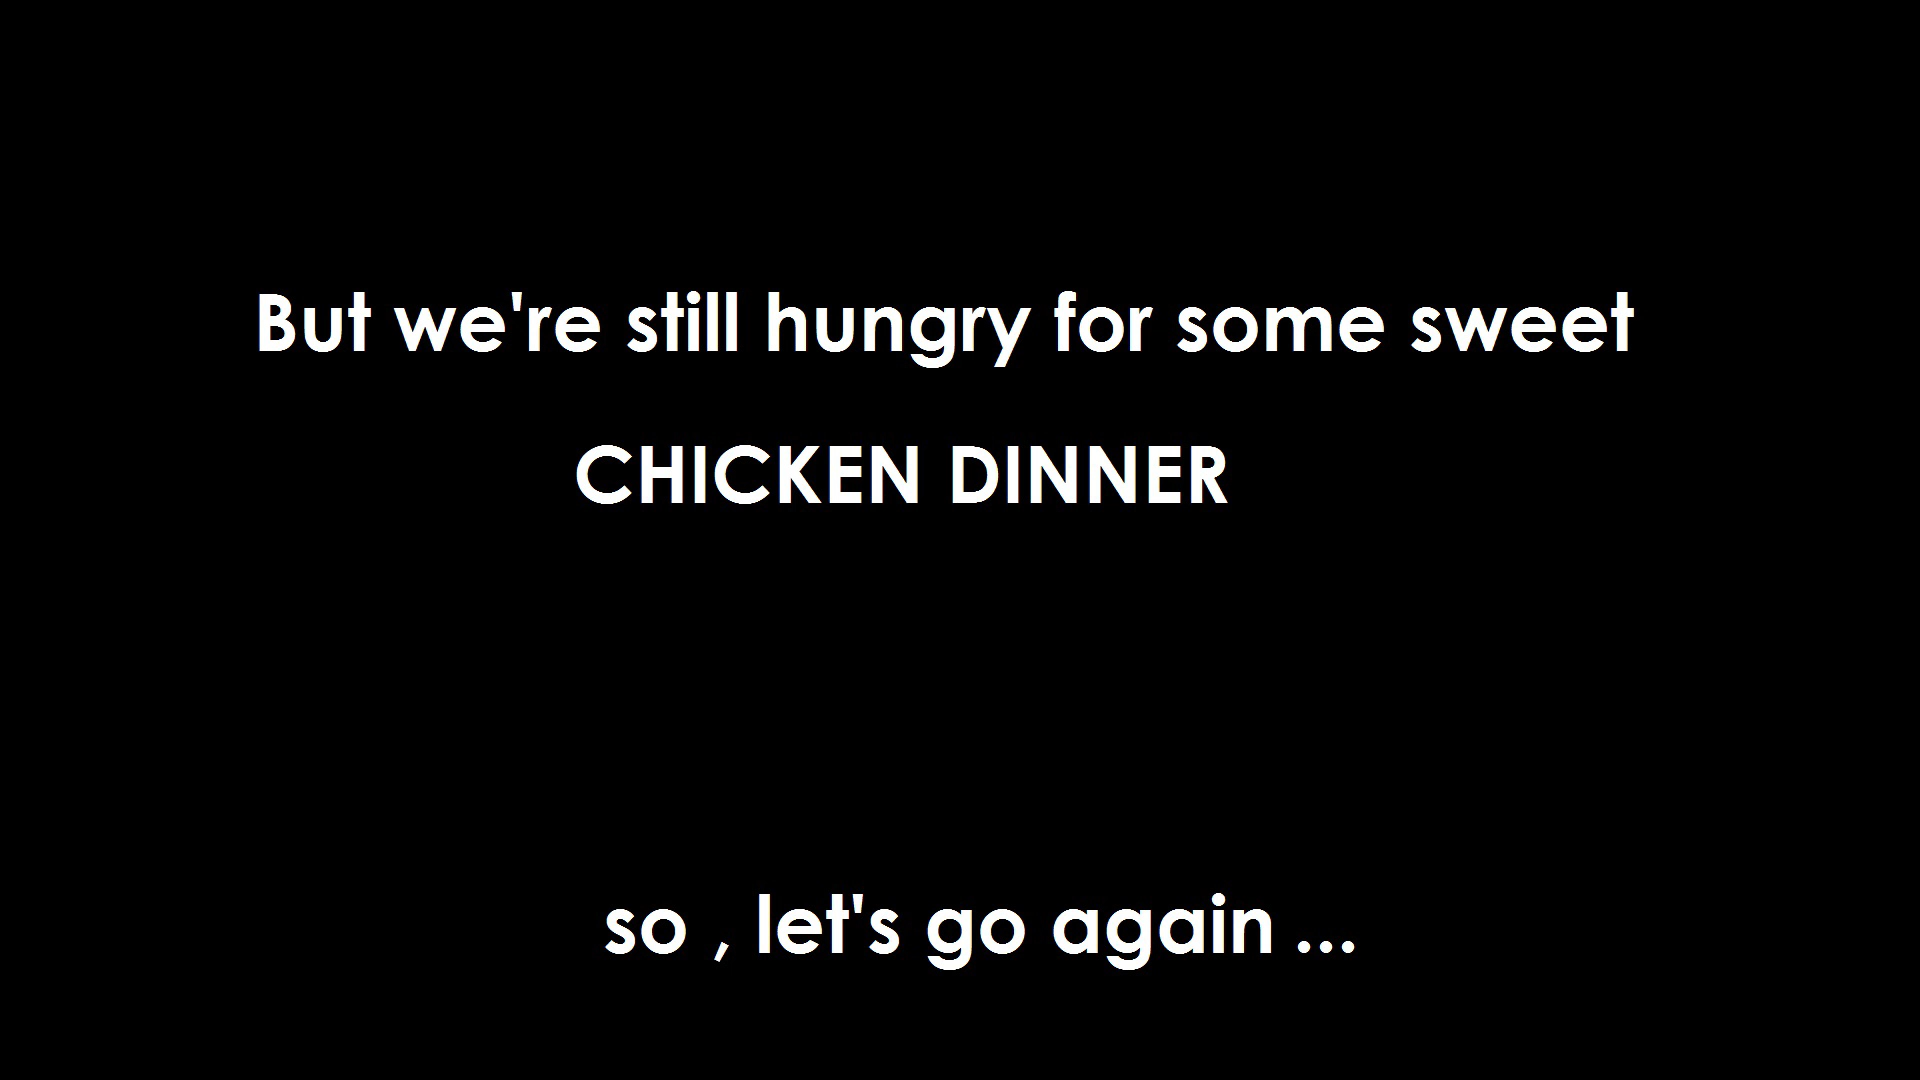 But we're still hungry for some sweet
CHICKEN DINNER
so , let's go again ...